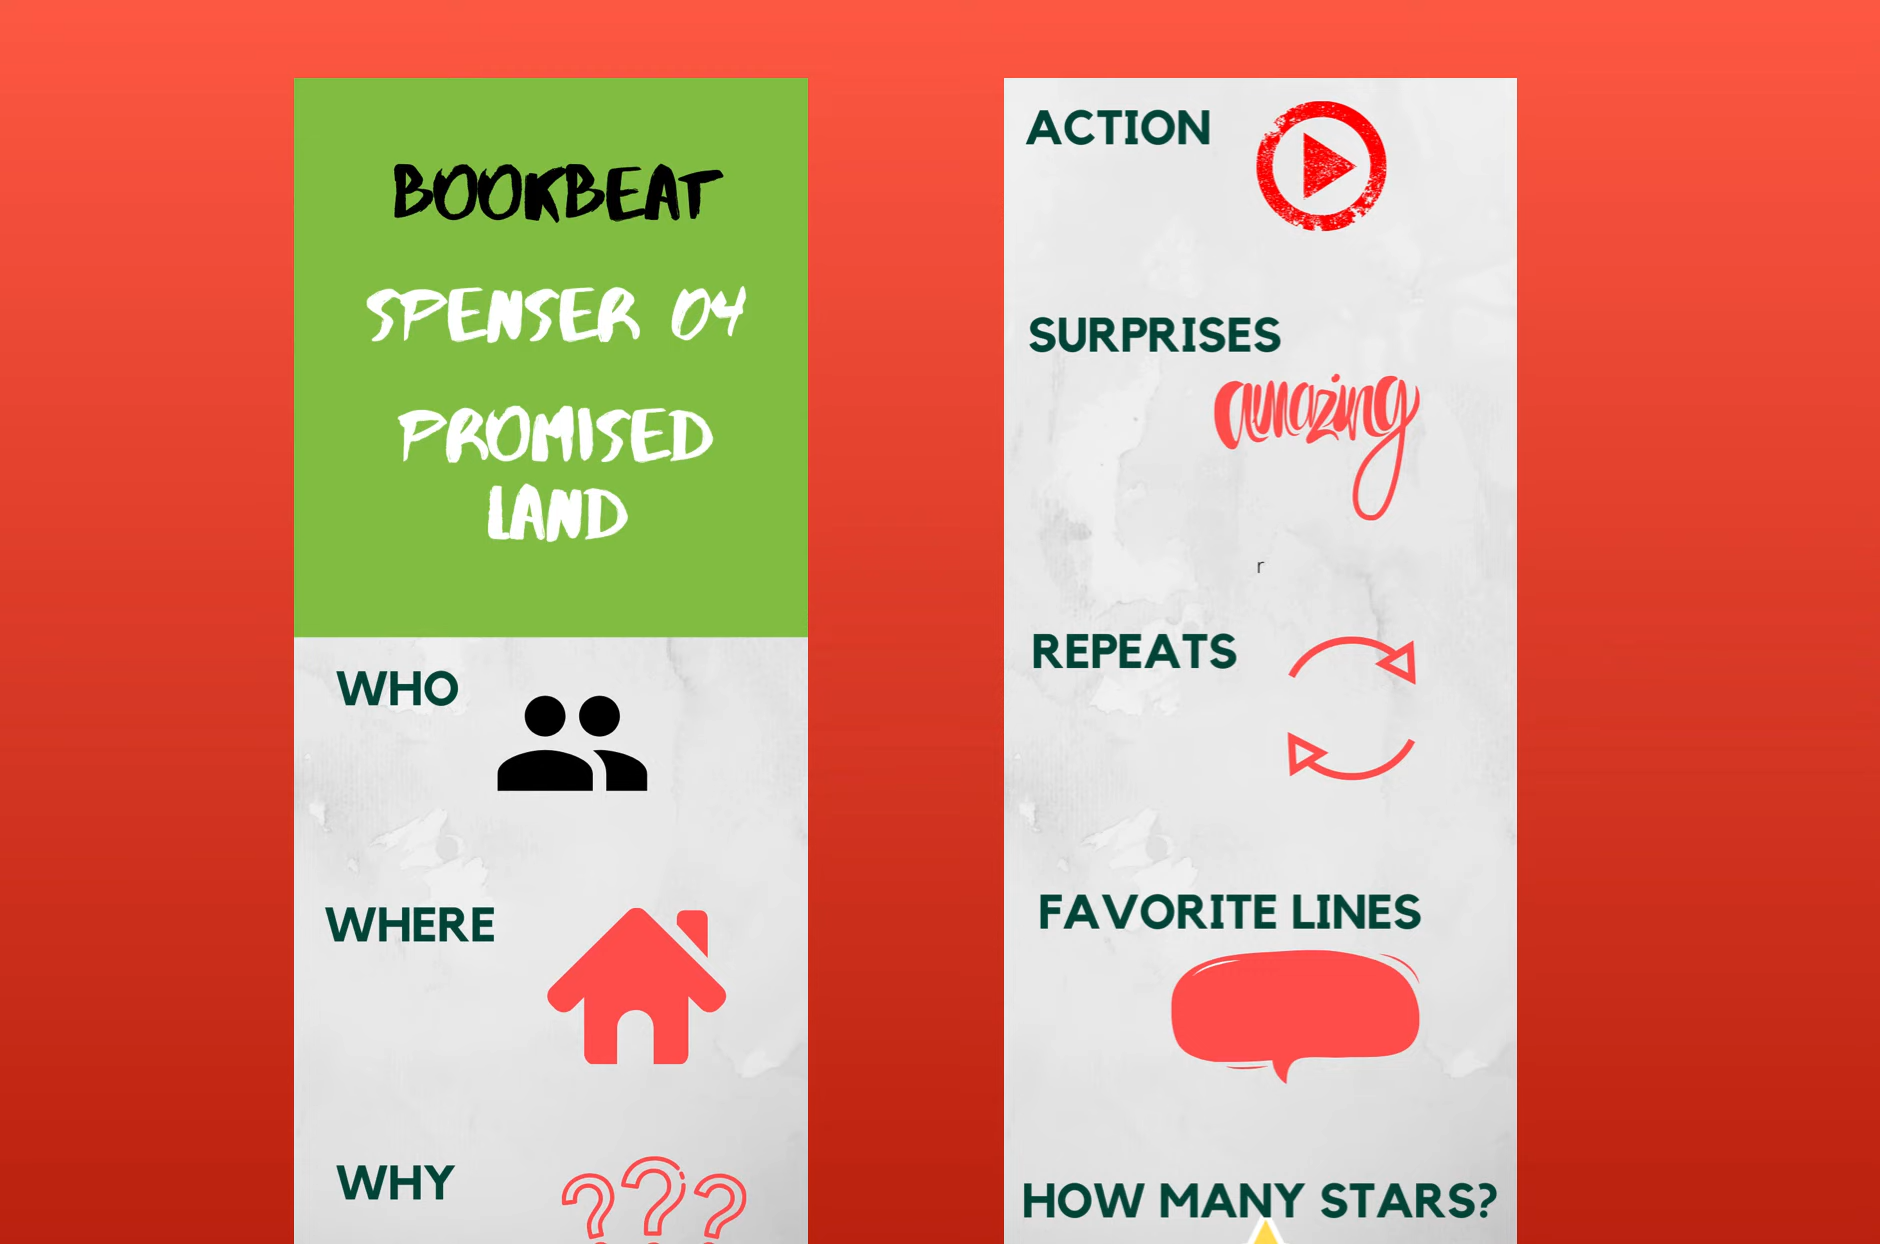 BOOKBEAT
SPENSER 04
PROMISED
LAND
WHO
WHERE
WHY
???
ACTION
SURPRISES
amazing
r
REPEATS
FAVORITE LINES
HOW MANY STARS?